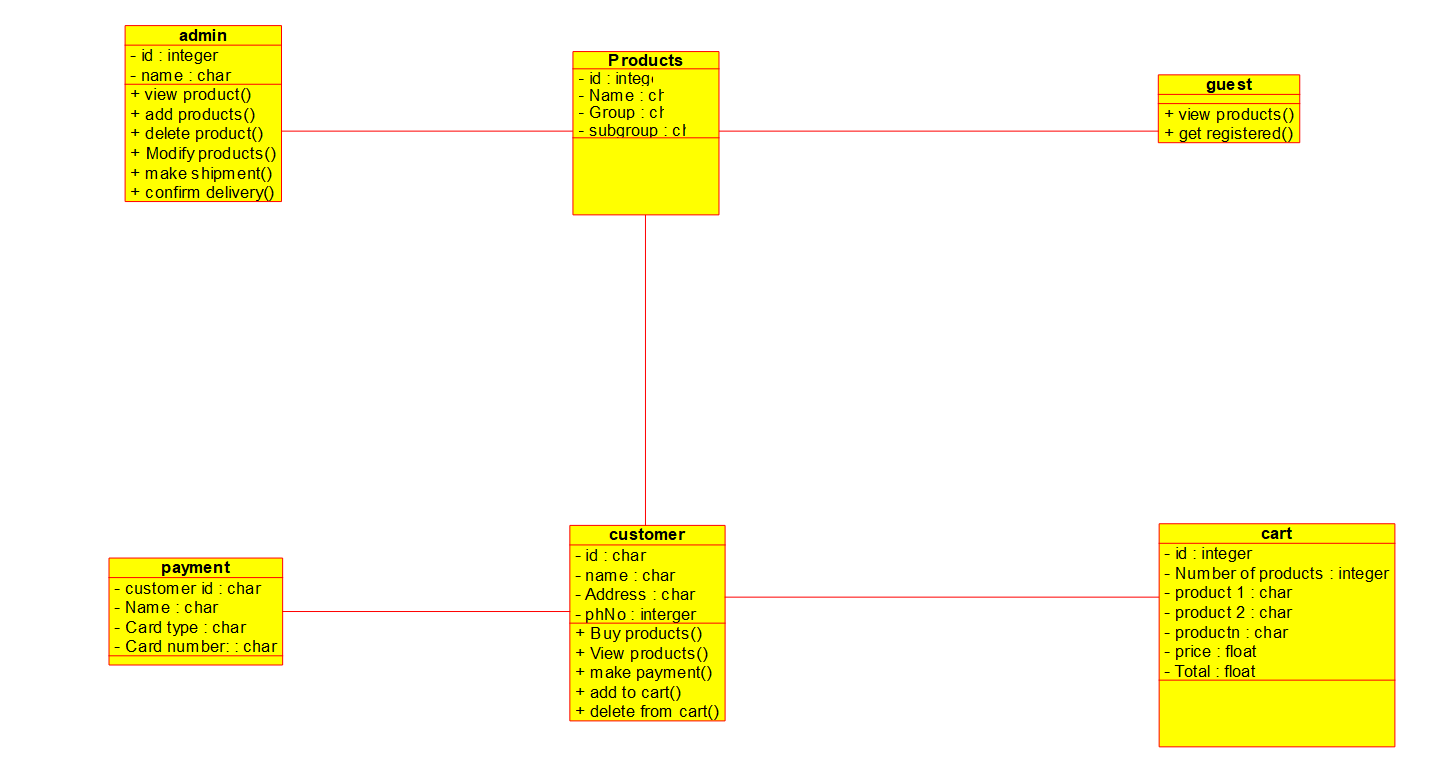 admin
- id : integer
- name : char
+ view product()
+ add products()
+ delete product()
+ Modify products()
+ make shipment()
+ confirm delivery()
Products
- id : intege
- Name : ch
- Group : ch
- subgroup : ch
guest
+ view products()
+ get registered()
payment
- customer id : char
- Name : char
- Card type : char
- Card number: : char
customer
- id : char
- name : char
- Address : char
- phNo : interger
+ Buy products()
+ View products()
+ make payment()
+ add to cart()
+ delete from cart()
cart
- id : integer
- Number of products : integer
- product 1 : char
- product 2 : char
- productn : char
- price : float
- Total : float